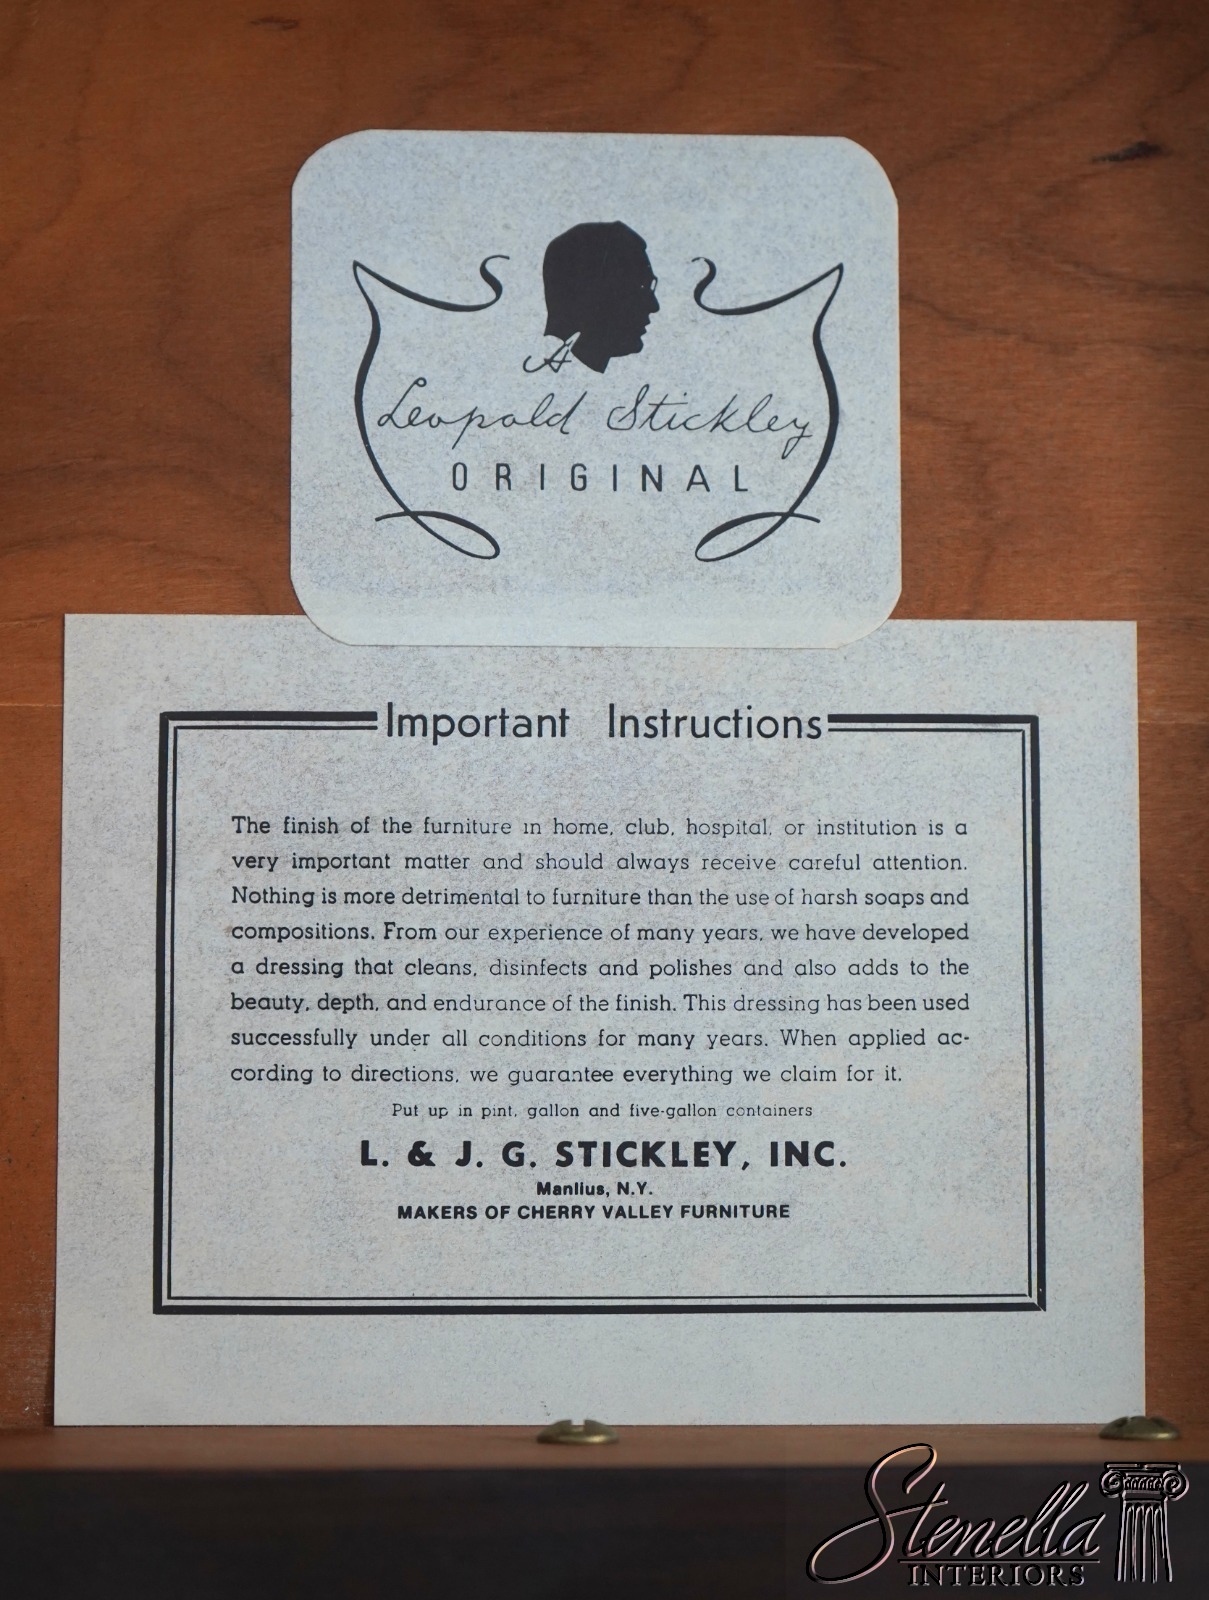 A
Leopold Stickley
ORIGINAL
Important Instructions
The finish of the furniture in home, club, hospital, or institution is a
very important matter and should always receive careful attention.
Nothing is more detrimental to furniture than the use of harsh soaps and
compositions. From our experience of many years, we have developed
a dressing that cleans, disinfects and polishes and also adds to the
beauty, depth, and endurance of the finish. This dressing has been used
successfully under all conditions for many years. When applied ac-
cording to directions, we guarantee everything we claim for it.
Put up in pint, gallon and five-gallon containers
L. & J. G. STICKLEY, INC.
Manlius, N.Y.
MAKERS OF CHERRY VALLEY FURNITURE
Stenella
INTERIORS